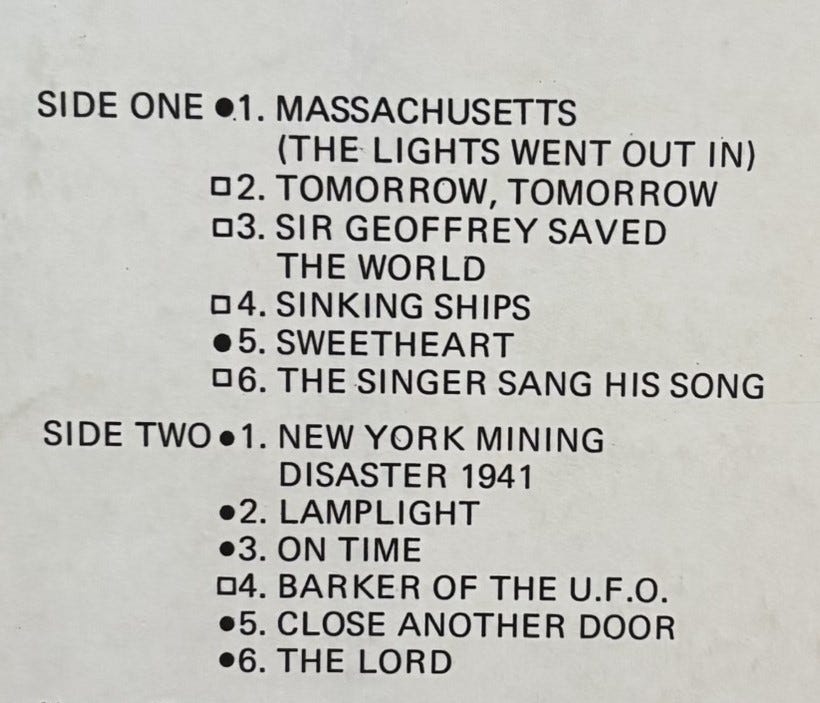 SIDE ONE ●1. MASSACHUSETTS
(THE LIGHTS WENT OUT IN)
□2. TOMORROW, TOMORROW
□3. SIR GEOFFREY SAVED
THE WORLD
□4. SINKING SHIPS
●5. SWEETHEART
□6. THE SINGER SANG HIS SONG
SIDE TWO ●1. NEW YORK MINING
DISASTER 1941
●2. LAMPLIGHT
●3. ON TIME
□4. BARKER OF THE U.F.O.
●5. CLOSE ANOTHER DOOR
●6. THE LORD